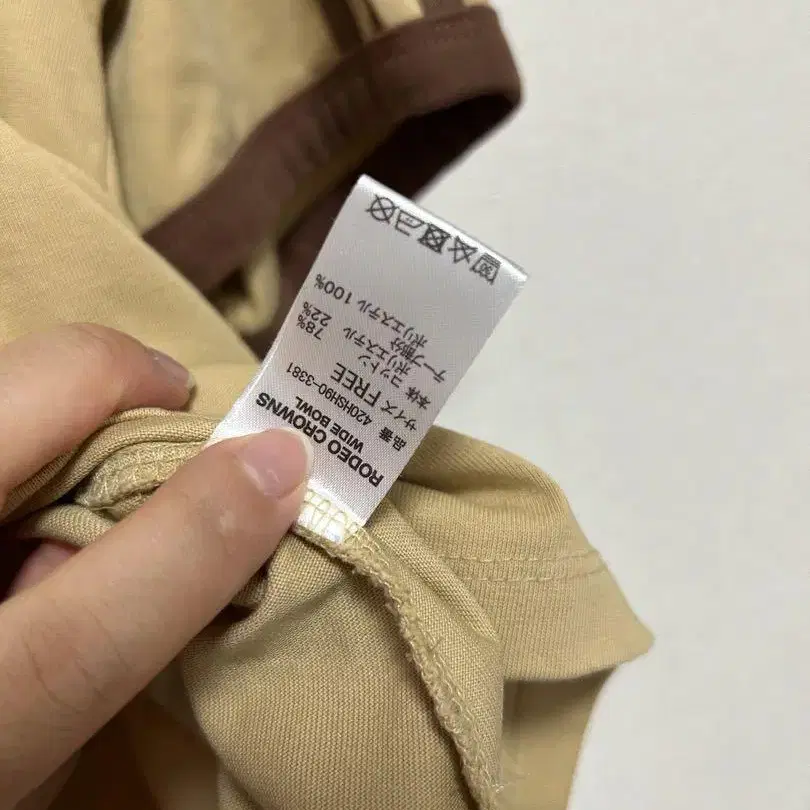 RODEO CROWNS
WIDE BOWL
品番 420HSH90-3381
サイズ FREE
本体 コットン 78%
ポリエステル 22%
テープ部分
ポリエステル 100%
30